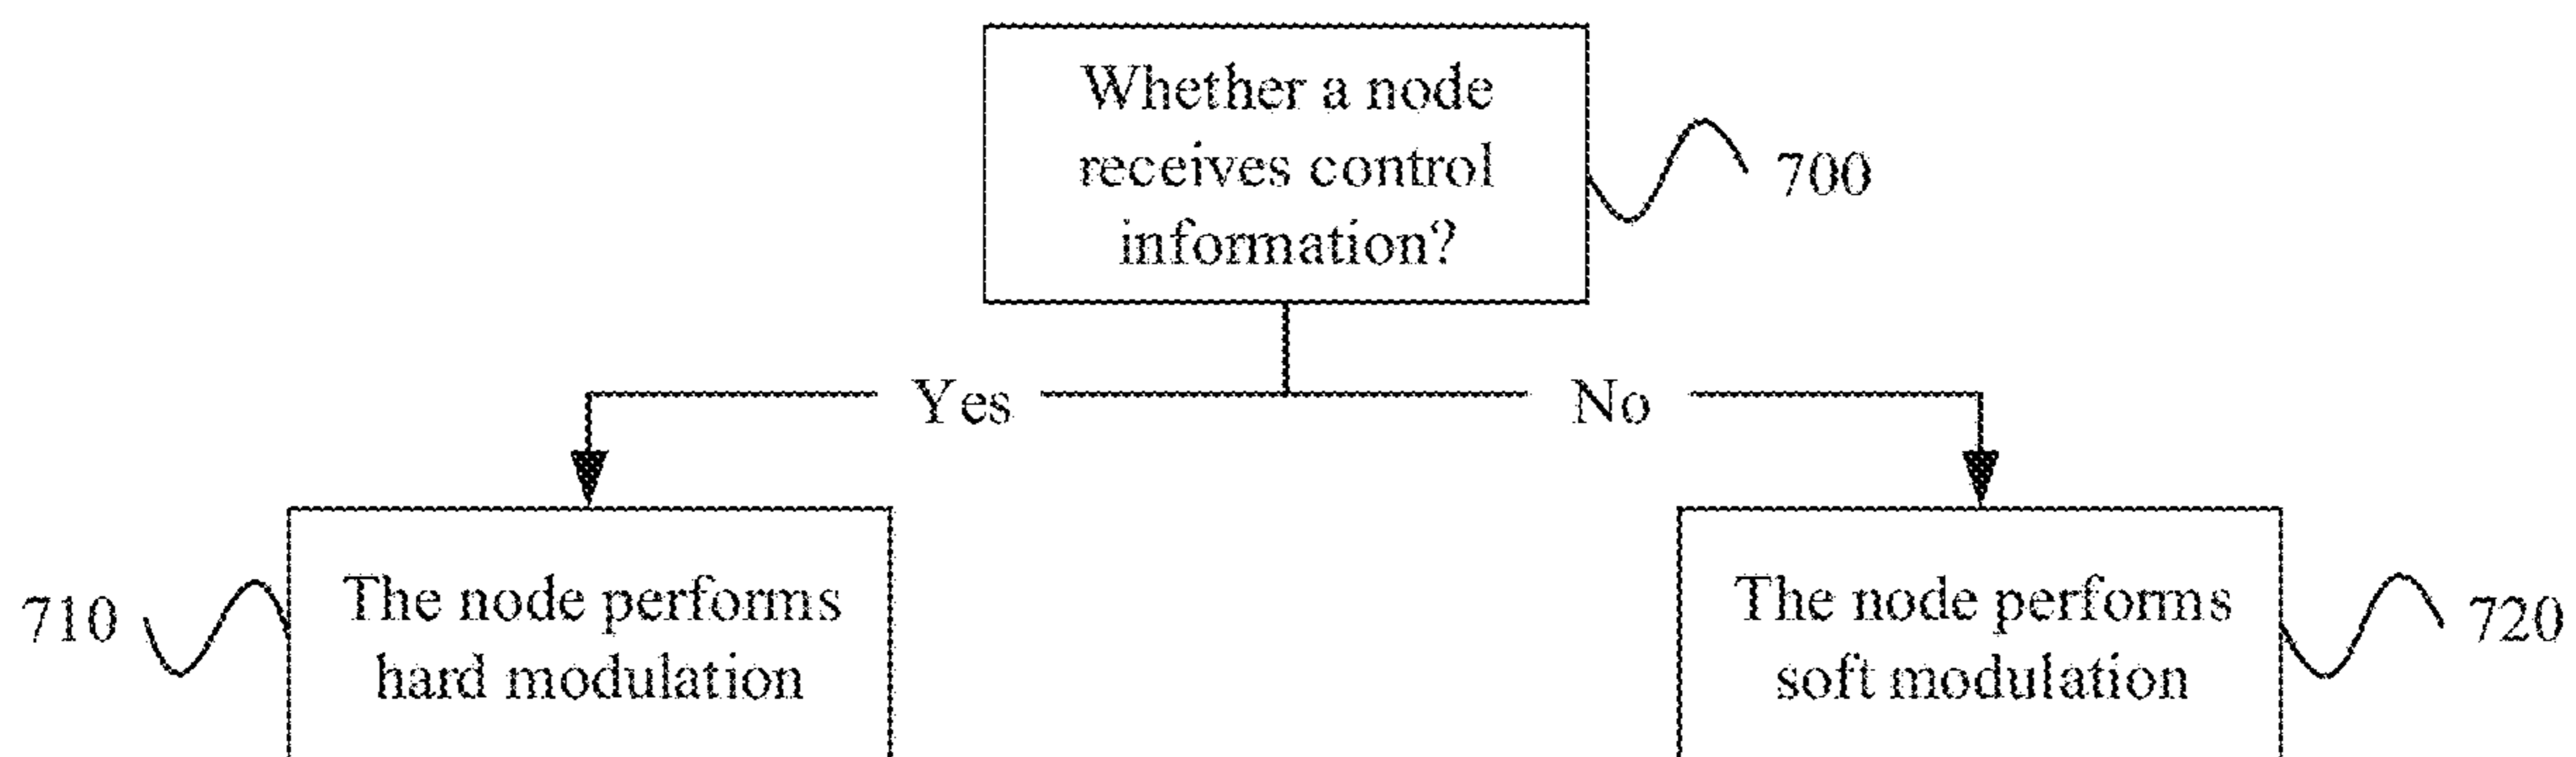 Whether a node
receives control
information?
700
Yes
No
710
The node performs
hard modulation
The node performs
soft modulation
720